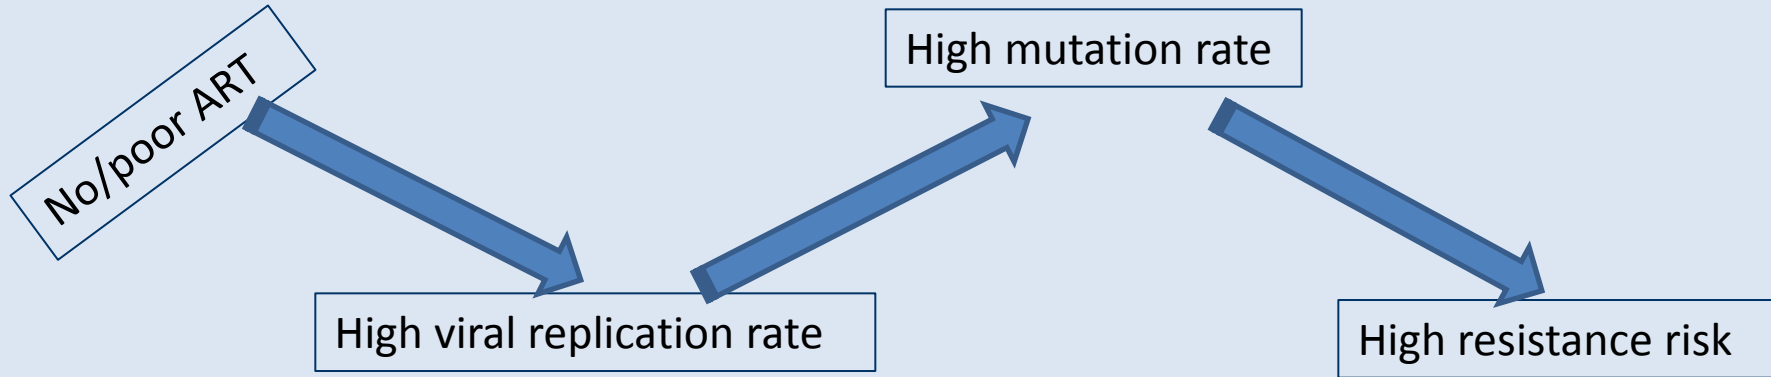 No/poor ART
High viral replication rate
High mutation rate
High resistance risk